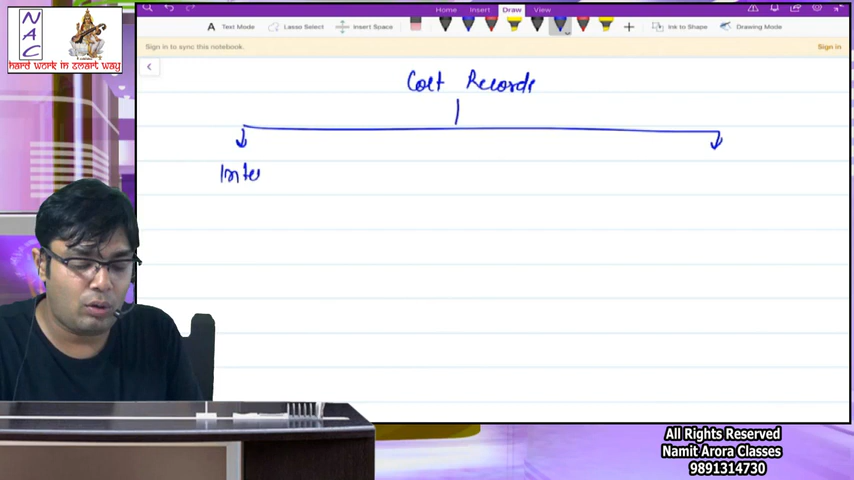 NAC
Hard work in smart way
Home Insert Draw View
Text Mode Lasso Select Insert Space Ink to Shape Drawing Mode
Sign in to sync this notebook. Sign in
Cost Records
Inte
All Rights Reserved
Namit Arora Classes
9891314730